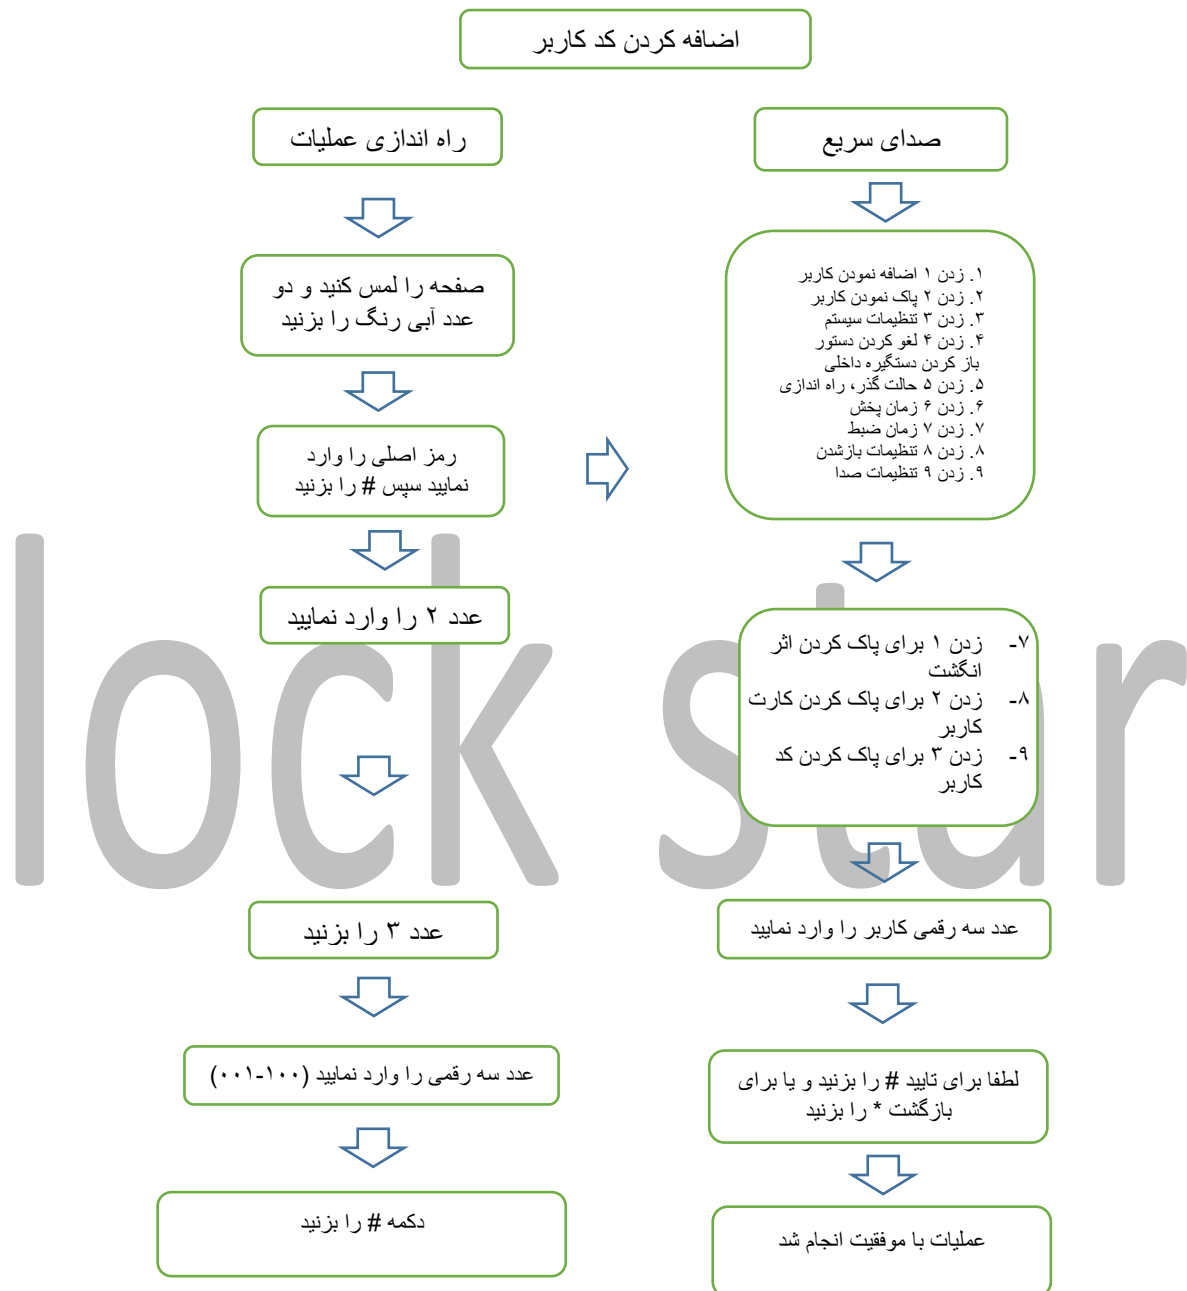 اضافه کردن کد کاربر
صدای سریع
راه اندازی عملیات
۱. زدن ۱ اضافه نمودن کاربر
۲. زدن ۲ پاک نمودن کاربر
۳. زدن ۳ تنظیمات سیستم
۴. زدن ۴ لغو کردن دستور
باز کردن دستگیره داخلی
۵. زدن ۵ حالت گذر، راه اندازی
۶. زدن ۶ زمان پخش
۷. زدن ۷ زمان ضبط
۸. زدن ۸ تنظیمات بازشدن
۹. زدن ۹ تنظیمات صدا
صفحه را لمس کنید و دو
عدد آبی رنگ را بزنید
رمز اصلی را وارد
نمایید سپس # را بزنید
عدد ۲ را وارد نمایید
۷- زدن ۱ برای پاک کردن اثر
انگشت
۸- زدن ۲ برای پاک کردن کارت
کاربر
۹- زدن ۳ برای پاک کردن کد
کاربر
lock star
عدد سه رقمی کاربر را وارد نمایید
عدد ۳ را بزنید
لطفا برای تایید # را بزنید و یا برای
بازگشت * را بزنید
عدد سه رقمی را وارد نمایید (۱۰۰-۰۰۱)
عملیات با موفقیت انجام شد
دکمه # را بزنید